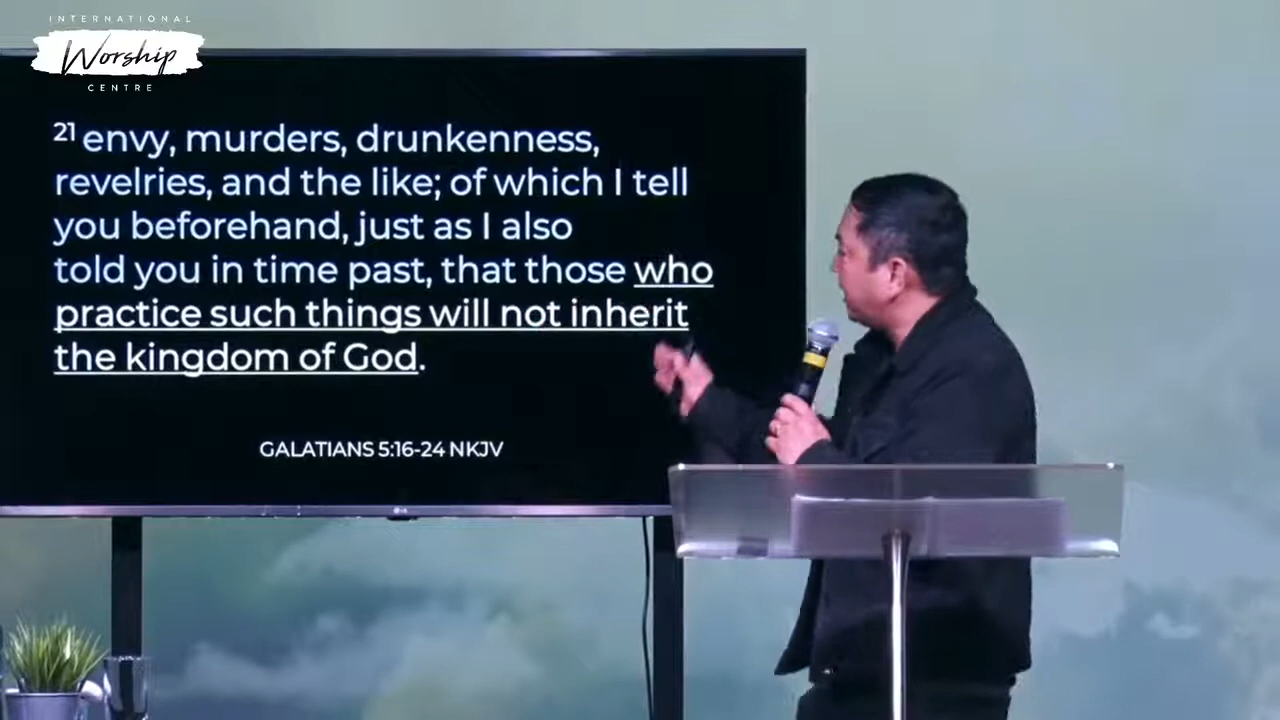 INTERNATIONAL
Worship
CENTRE
21 envy, murders, drunkenness,
revelries, and the like; of which I tell
you beforehand, just as I also
told you in time past, that those who
practice such things will not inherit
the kingdom of God.
GALATIANS 5:16-24 NKJV
LG